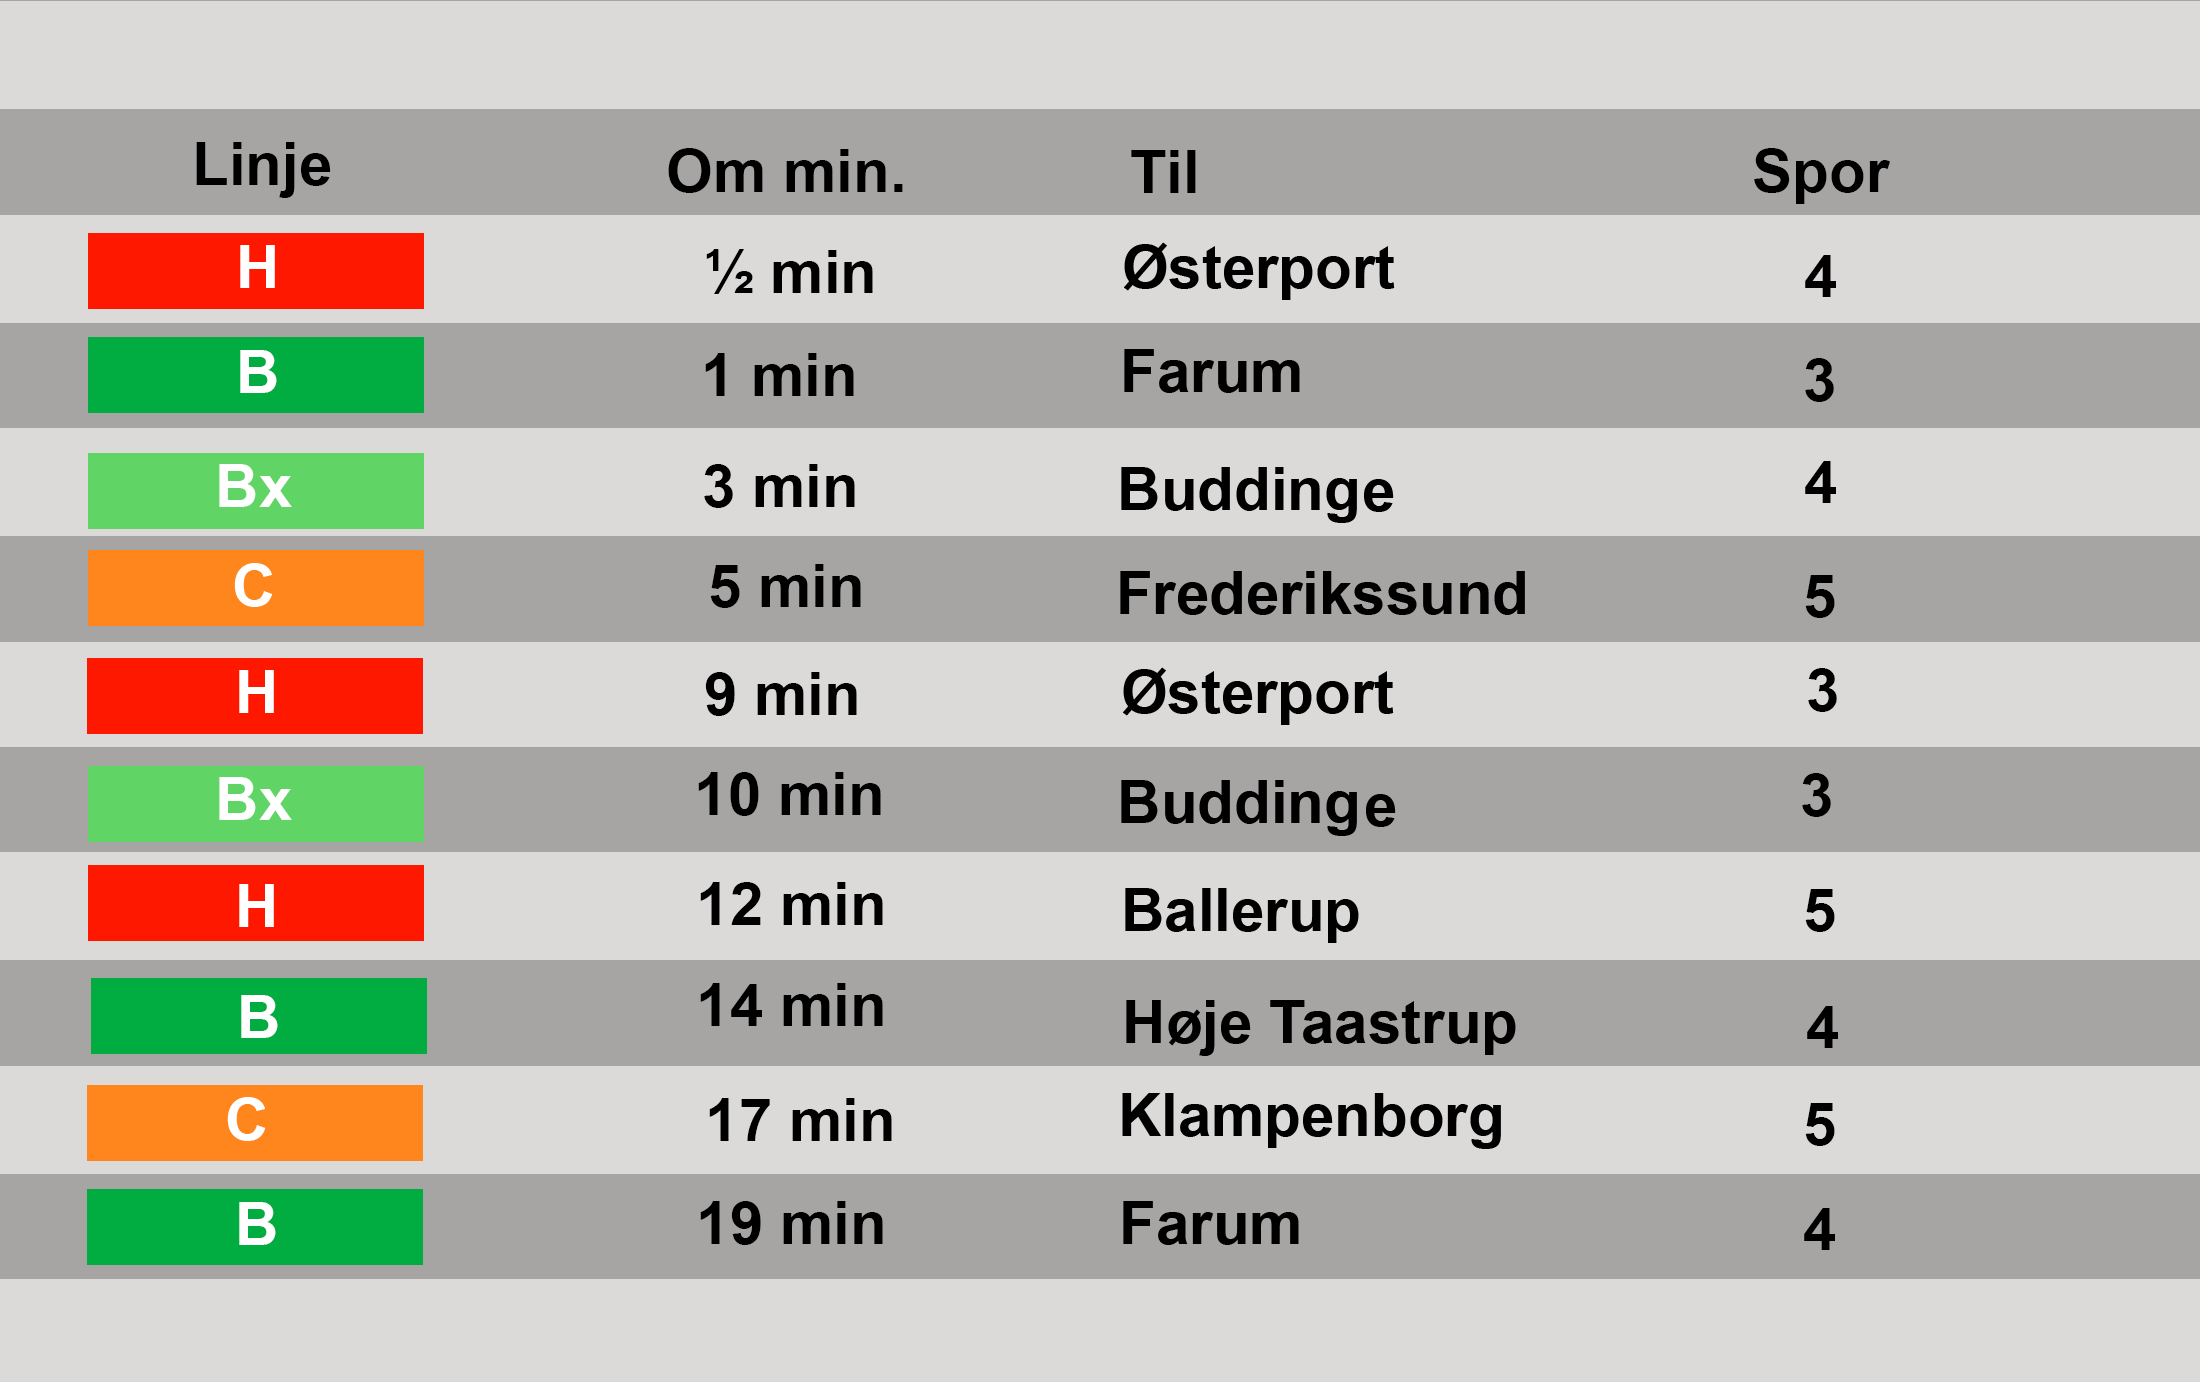 Linje Om min. Til Spor
H ½ min Østerport 4
B 1 min Farum 3
Bx 3 min Buddinge 4
C 5 min Frederikssund 5
H 9 min Østerport 3
Bx 10 min Buddinge 3
H 12 min Ballerup 5
B 14 min Høje Taastrup 4
C 17 min Klampenborg 5
B 19 min Farum 4